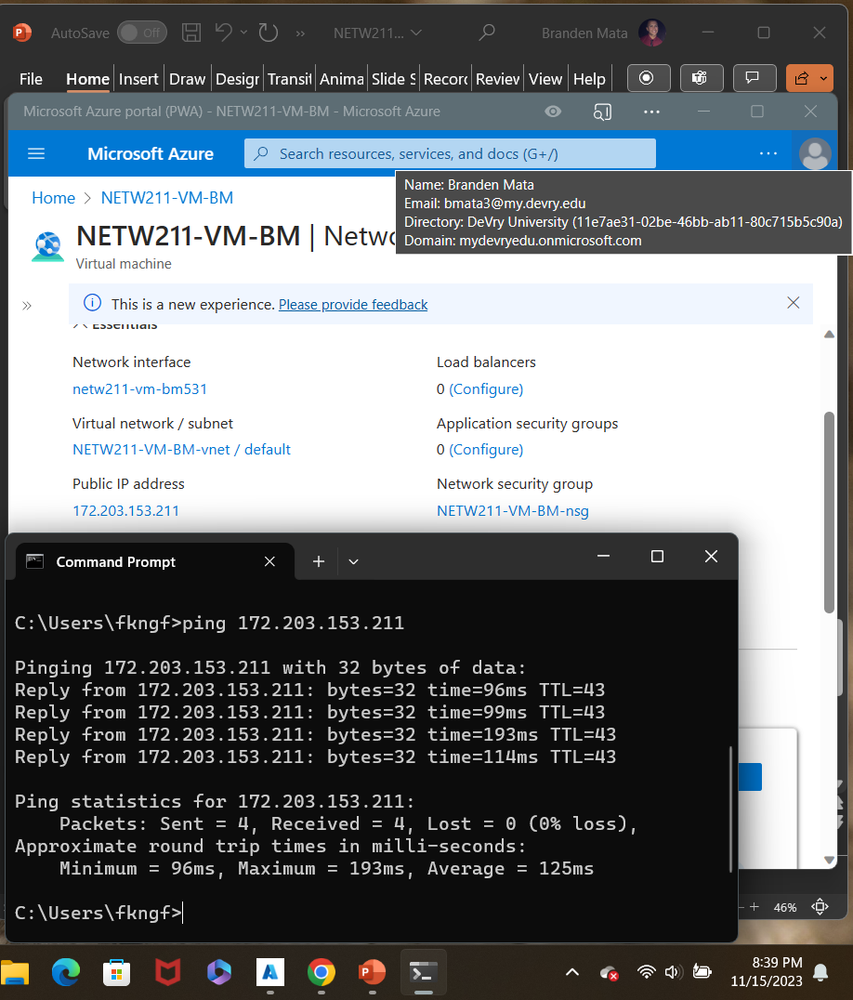 AutoSave Off NETW211... Branden Mata
File Home Insert Draw Desigr Transit Anima Slide S Record Review View Help
Microsoft Azure portal (PWA) - NETW211-VM-BM - Microsoft Azure
Microsoft Azure Search resources, services, and docs (G+/)
Name: Branden Mata
Email: bmata3@my.devry.edu
Directory: DeVry University (11e7ae31-02be-46bb-ab11-80c715b5c90a)
Domain: mydevryedu.onmicrosoft.com
Home > NETW211-VM-BM
NETW211-VM-BM | Netwo
Virtual machine
This is a new experience. Please provide feedback
Essentials
Network interface
netw211-vm-bm531
Load balancers
0 (Configure)
Virtual network / subnet
NETW211-VM-BM-vnet / default
Application security groups
0 (Configure)
Public IP address
172.203.153.211
Network security group
NETW211-VM-BM-nsg
Command Prompt
C:\Users\fkngf>ping 172.203.153.211
Pinging 172.203.153.211 with 32 bytes of data:
Reply from 172.203.153.211: bytes=32 time=96ms TTL=43
Reply from 172.203.153.211: bytes=32 time=99ms TTL=43
Reply from 172.203.153.211: bytes=32 time=193ms TTL=43
Reply from 172.203.153.211: bytes=32 time=114ms TTL=43
Ping statistics for 172.203.153.211:
Packets: Sent = 4, Received = 4, Lost = 0 (0% loss),
Approximate round trip times in milli-seconds:
Minimum = 96ms, Maximum = 193ms, Average = 125ms
C:\Users\fkngf>
46%
8:39 PM
11/15/2023